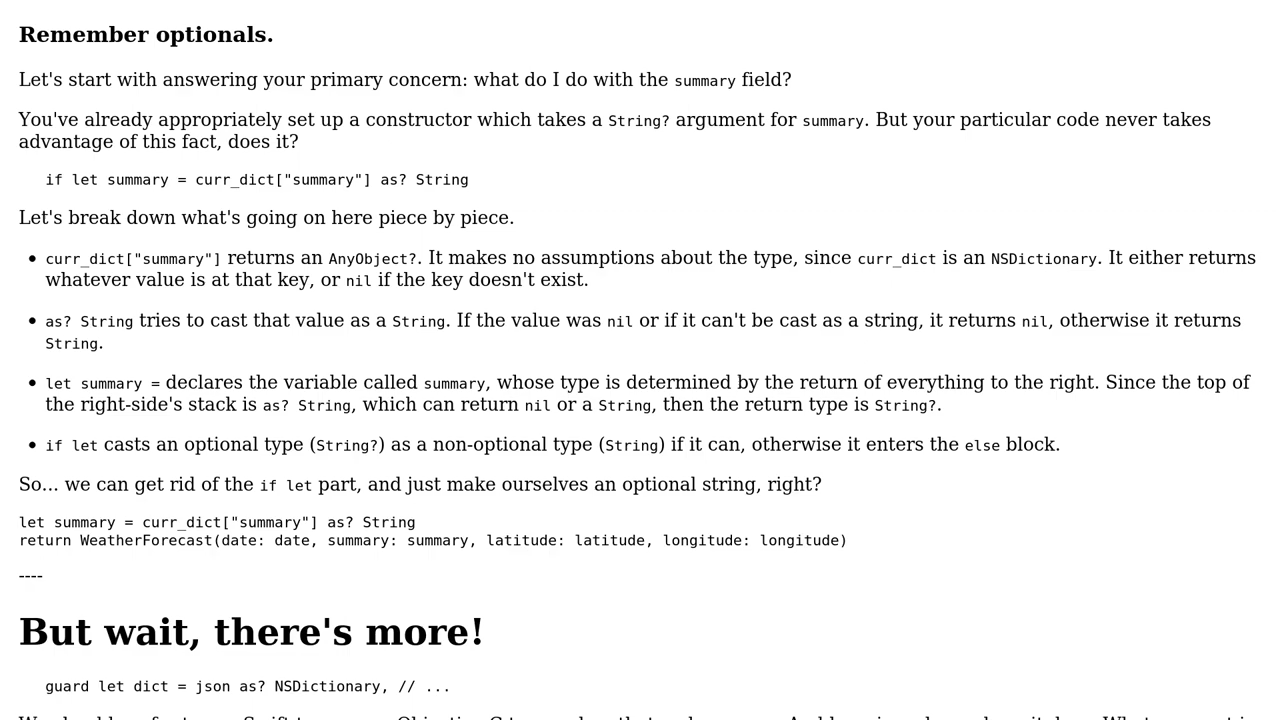 Remember optionals.
Let's start with answering your primary concern: what do I do with the summary field?
You've already appropriately set up a constructor which takes a String? argument for summary. But your particular code never takes
advantage of this fact, does it?
if let summary = curr_dict["summary"] as? String
Let's break down what's going on here piece by piece.
• curr_dict["summary"] returns an AnyObject?. It makes no assumptions about the type, since curr_dict is an NSDictionary. It either returns
whatever value is at that key, or nil if the key doesn't exist.
• as? String tries to cast that value as a String. If the value was nil or if it can't be cast as a string, it returns nil, otherwise it returns
String.
• let summary = declares the variable called summary, whose type is determined by the return of everything to the right. Since the top of
the right-side's stack is as? String, which can return nil or a String, then the return type is String?.
• if let casts an optional type (String?) as a non-optional type (String) if it can, otherwise it enters the else block.
So... we can get rid of the if let part, and just make ourselves an optional string, right?
let summary = curr_dict["summary"] as? String
return WeatherForecast(date: date, summary: summary, latitude: latitude, longitude: longitude)
----
But wait, there's more!
guard let dict = json as? NSDictionary, // ...